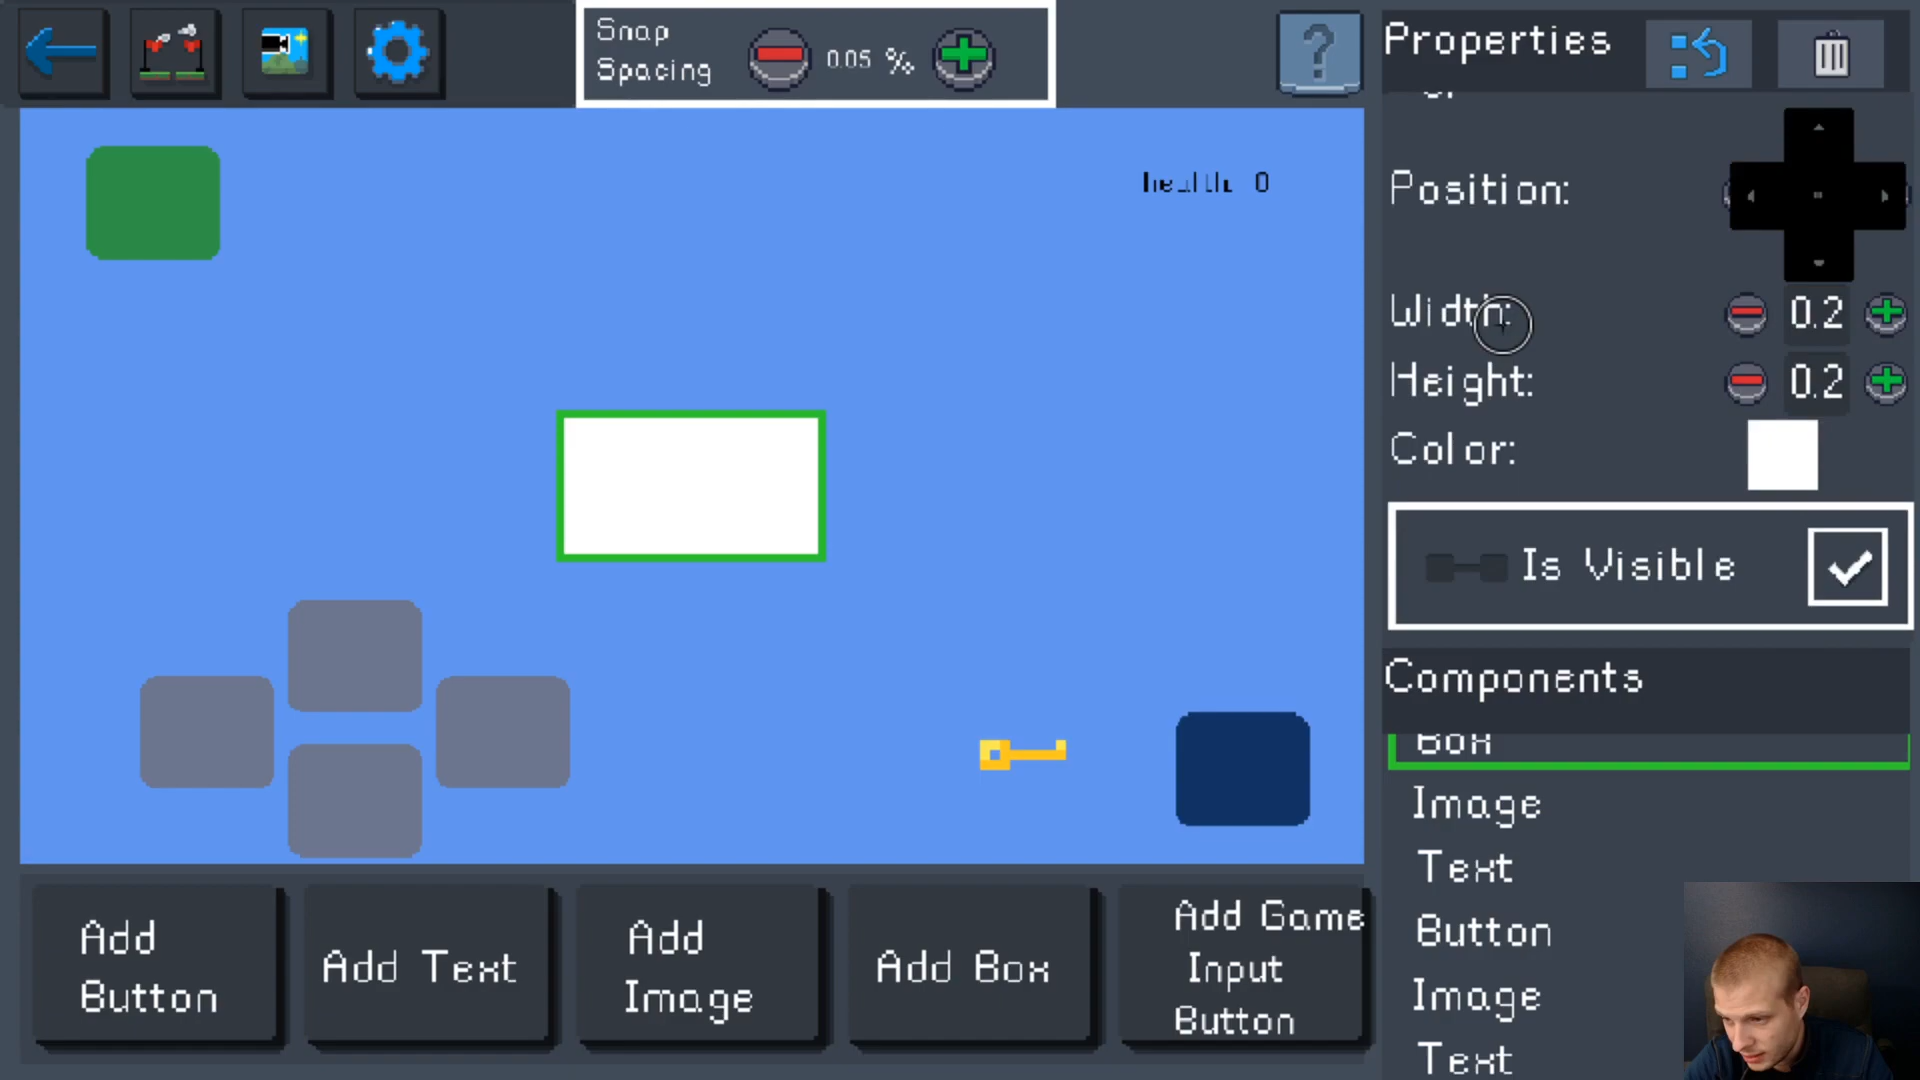 Snap
Spacing
0.05 %
?
Properties
health: 0
Position:
Width:
0.2
Height:
0.2
Color:
Is Visible
Components
Box
Image
Text
Button
Image
Text
Add
Button
Add Text
Add
Image
Add Box
Add Game
Input
Button